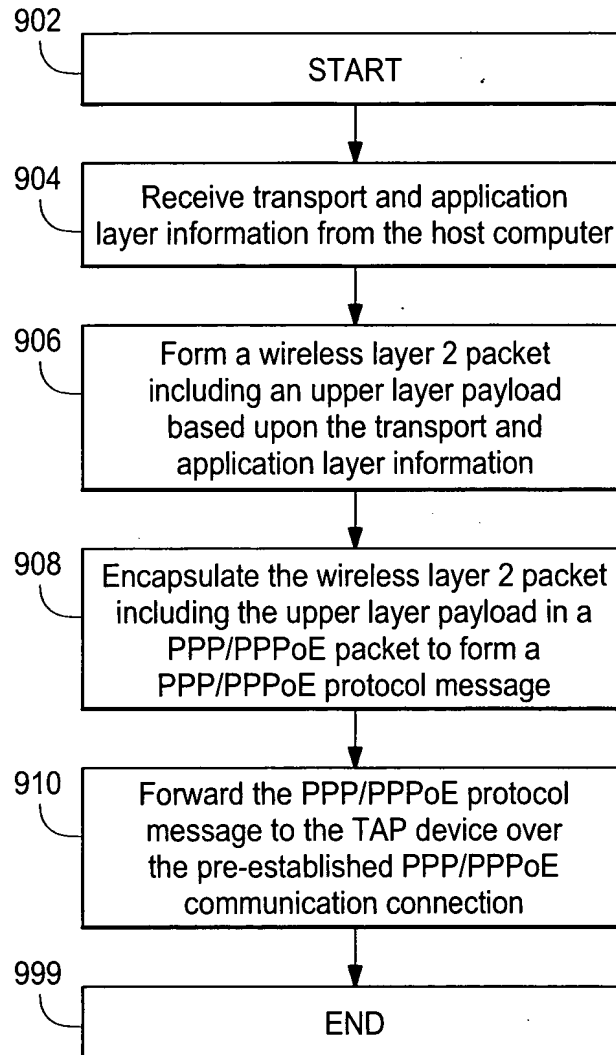 902
START
904
Receive transport and application
layer information from the host computer
906
Form a wireless layer 2 packet
including an upper layer payload
based upon the transport and
application layer information
908
Encapsulate the wireless layer 2 packet
including the upper layer payload in a
PPP/PPPoE packet to form a
PPP/PPPoE protocol message
910
Forward the PPP/PPPoE protocol
message to the TAP device over
the pre-established PPP/PPPoE
communication connection
999
END